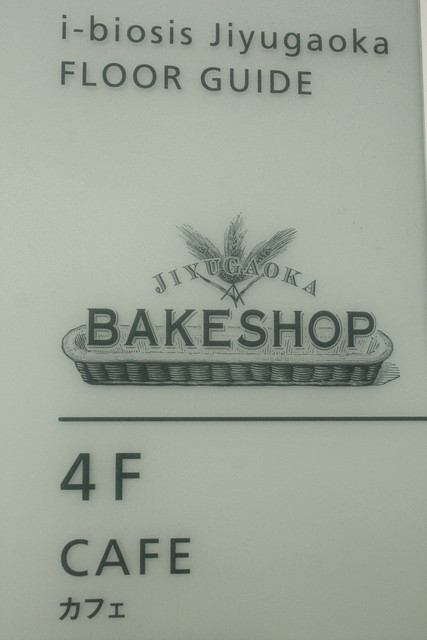 i-biosis Jiyugaoka
FLOOR GUIDE
JIYUGAOKA
BAKESHOP
4F
CAFE
カフェ